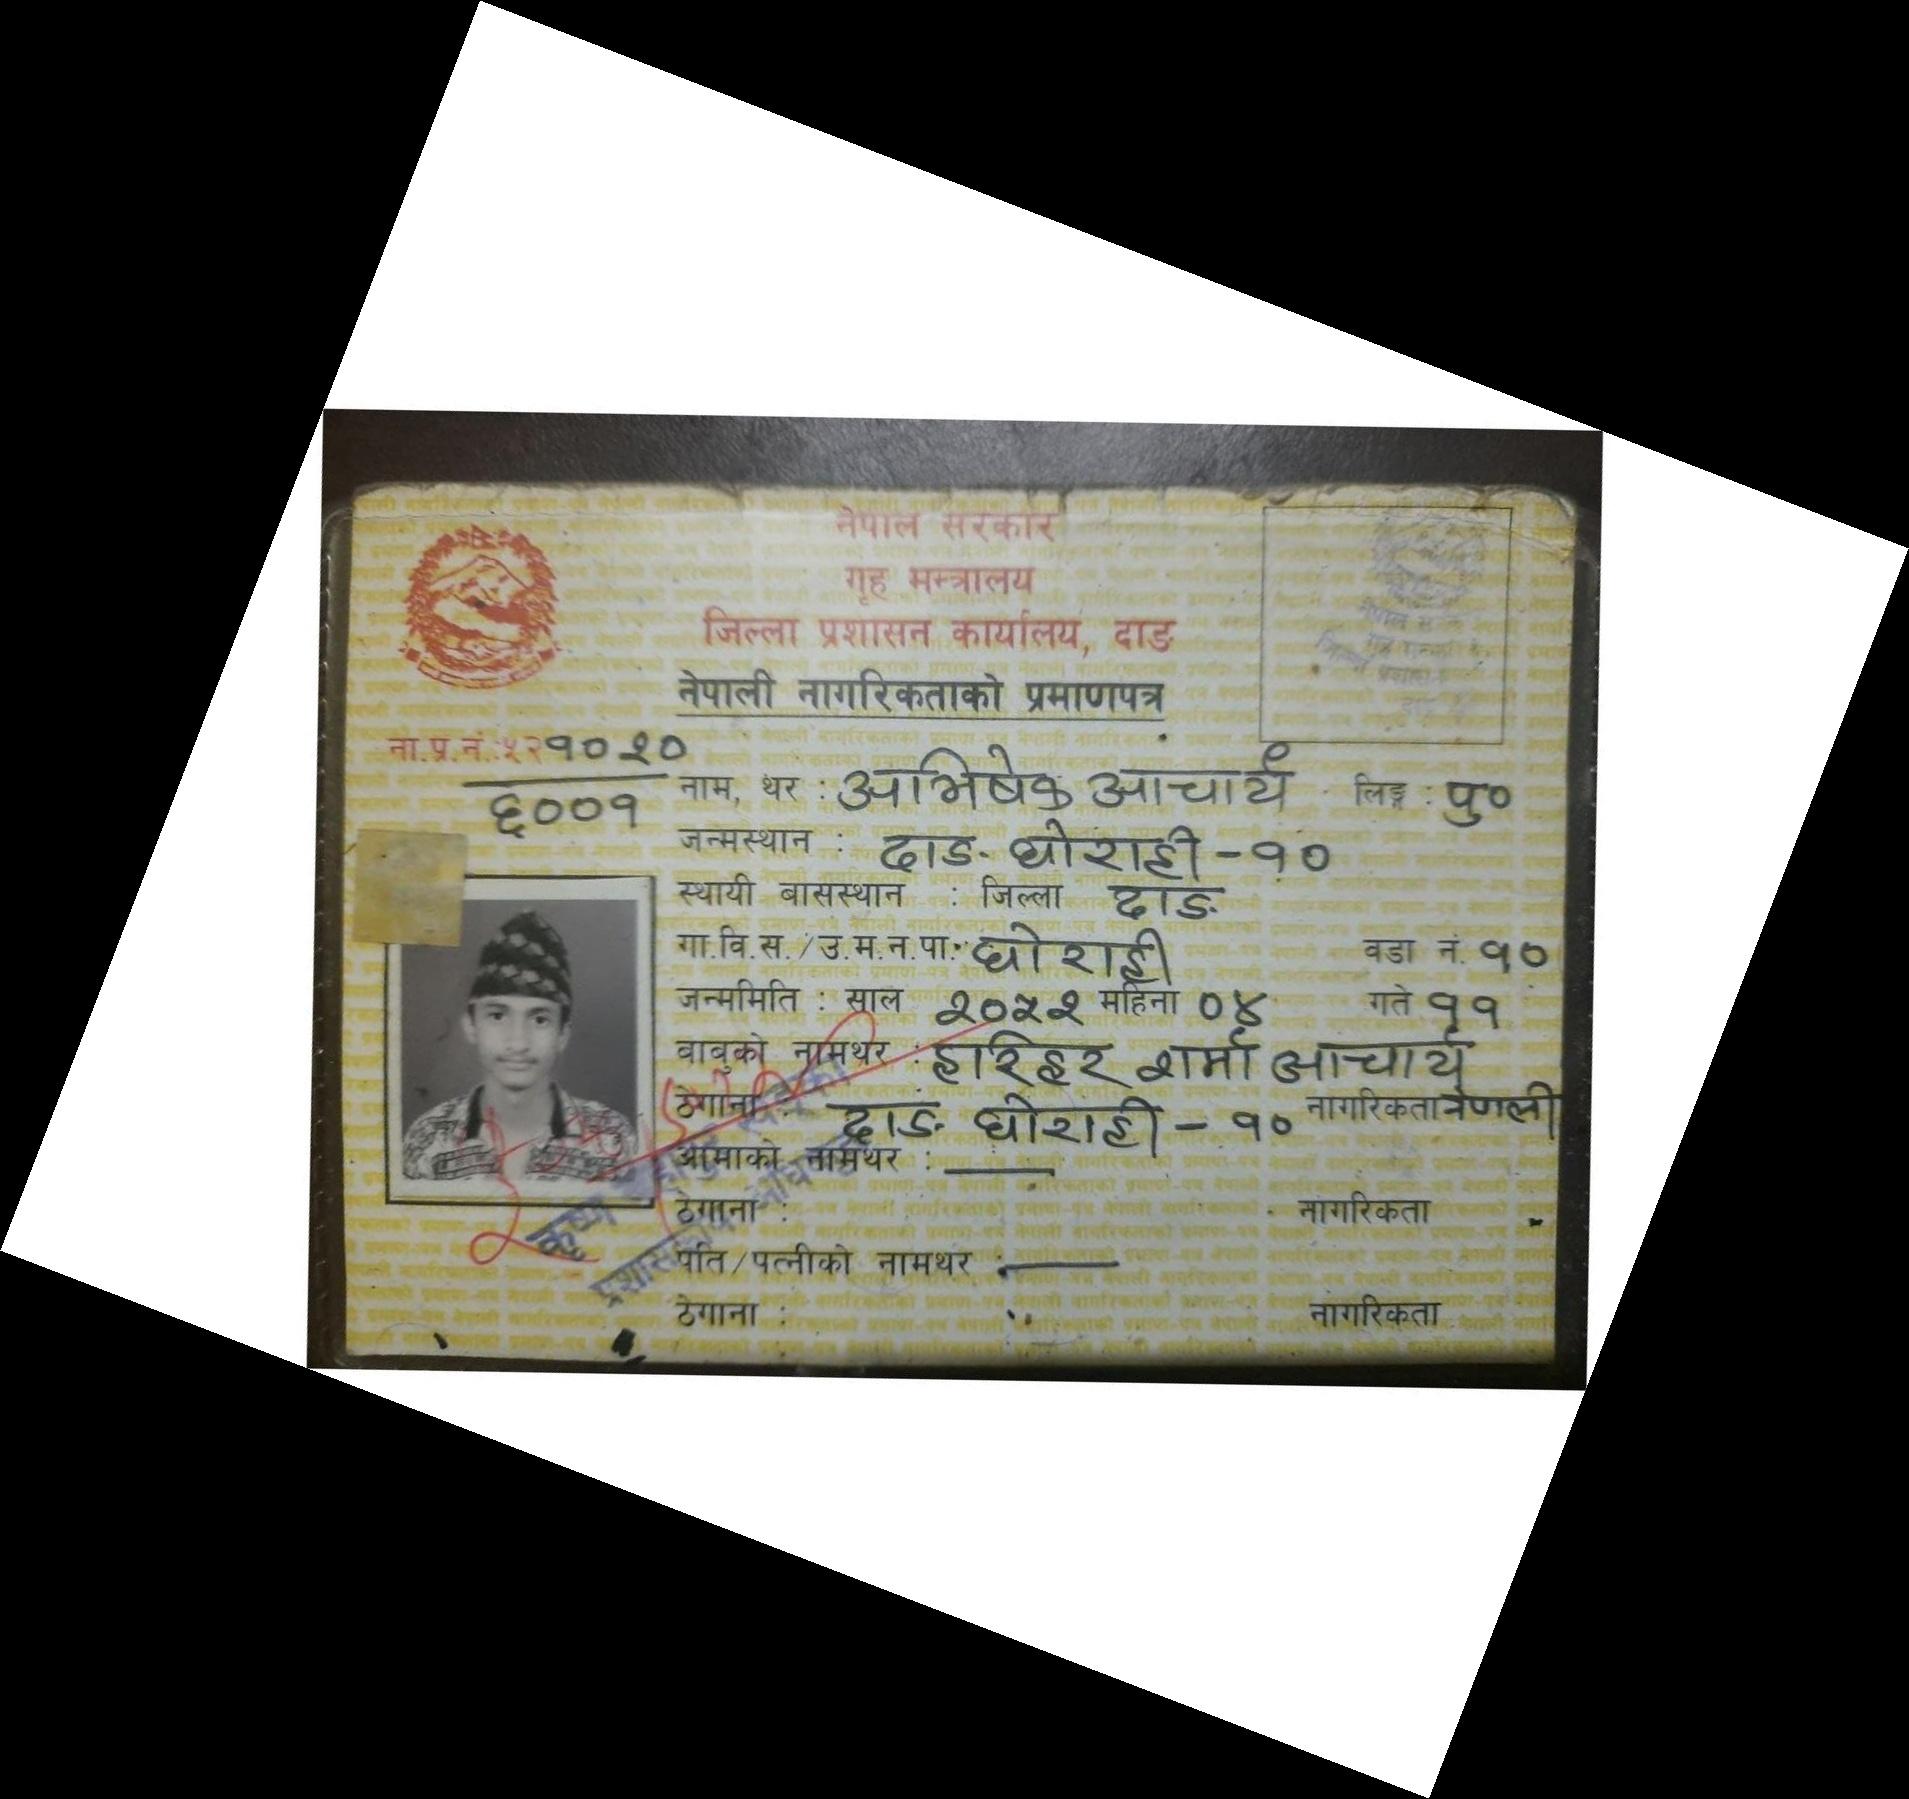 नेपाल सरकार
गृह मन्त्रालय
जिल्ला प्रशासन कार्यालय, दाङ
नेपाली नागरिकताको प्रमाणपत्र
ना.प्र.नं.:५२१०२०
६००१
नाम, थर : अभिषेक आचार्य लिङ्ग : पु०
जन्मस्थान : दाङ घोराही - १०
स्थायी बासस्थान : जिल्ला दाङ
गा.वि.स./उ.म.न.पा.: घोराही वडा नं. १०
जन्ममिति : साल २०५२ महिना ०४ गते ११
बाबुको नामथर : हरिहर शर्मा आचार्य
ठेगाना : दाङ घोराही - १० नागरिकता नेपाली
आमाको नामथर : —
ठेगाना : नागरिकता
पति/पत्नीको नामथर : —
ठेगाना : नागरिकता